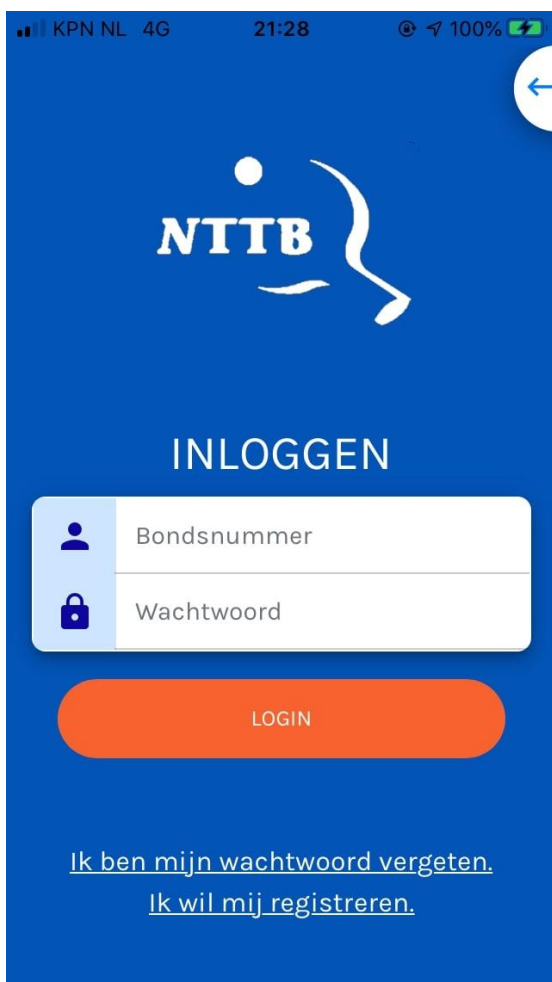 KPN NL 4G 21:28 100%
NTTB
INLOGGEN
Bondsnummer
Wachtwoord
LOGIN
Ik ben mijn wachtwoord vergeten.
Ik wil mij registreren.